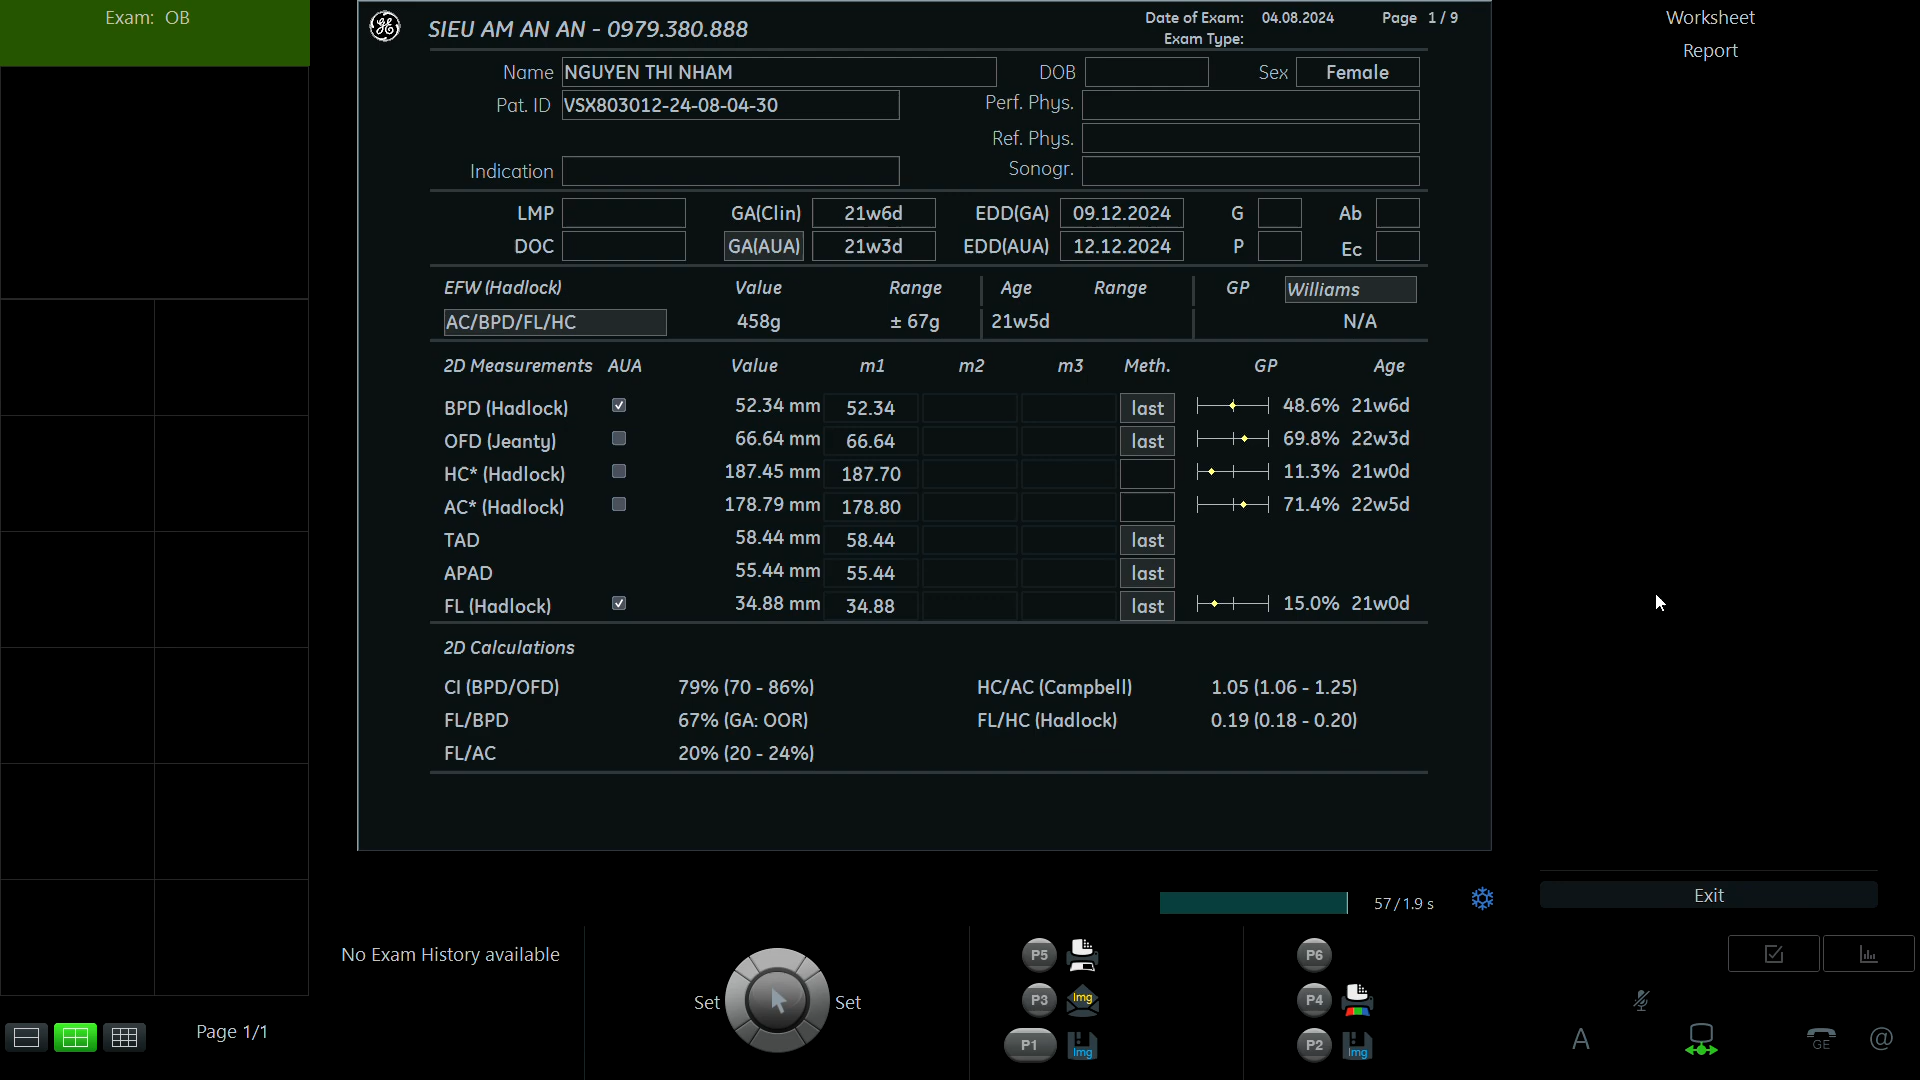 Exam: OB
SIEU AM AN AN - 0979.380.888
Date of Exam: 04.08.2024 Page 1 / 9
Exam Type:
Worksheet
Report
Name NGUYEN THI NHAM DOB Sex Female
Pat. ID VSX803012-24-08-04-30 Perf. Phys.
Ref. Phys.
Indication Sonogr.
LMP GA(Clin) 21w6d EDD(GA) 09.12.2024 G Ab
DOC GA(AUA) 21w3d EDD(AUA) 12.12.2024 P Ec
EFW (Hadlock) Value Range Age Range GP Williams
AC/BPD/FL/HC 458g ± 67g 21w5d N/A
2D Measurements AUA Value m1 m2 m3 Meth. GP Age
BPD (Hadlock) 52.34 mm 52.34 last 48.6% 21w6d
OFD (Jeanty) 66.64 mm 66.64 last 69.8% 22w3d
HC* (Hadlock) 187.45 mm 187.70 11.3% 21w0d
AC* (Hadlock) 178.79 mm 178.80 71.4% 22w5d
TAD 58.44 mm 58.44 last
APAD 55.44 mm 55.44 last
FL (Hadlock) 34.88 mm 34.88 last 15.0% 21w0d
2D Calculations
CI (BPD/OFD) 79% (70 - 86%) HC/AC (Campbell) 1.05 (1.06 - 1.25)
FL/BPD 67% (GA: OOR) FL/HC (Hadlock) 0.19 (0.18 - 0.20)
FL/AC 20% (20 - 24%)
57 / 1.9 s
Exit
No Exam History available
Set Set
P5 P6
P3 Img P4
P1 Img P2 Img
Page 1/1
A GE @